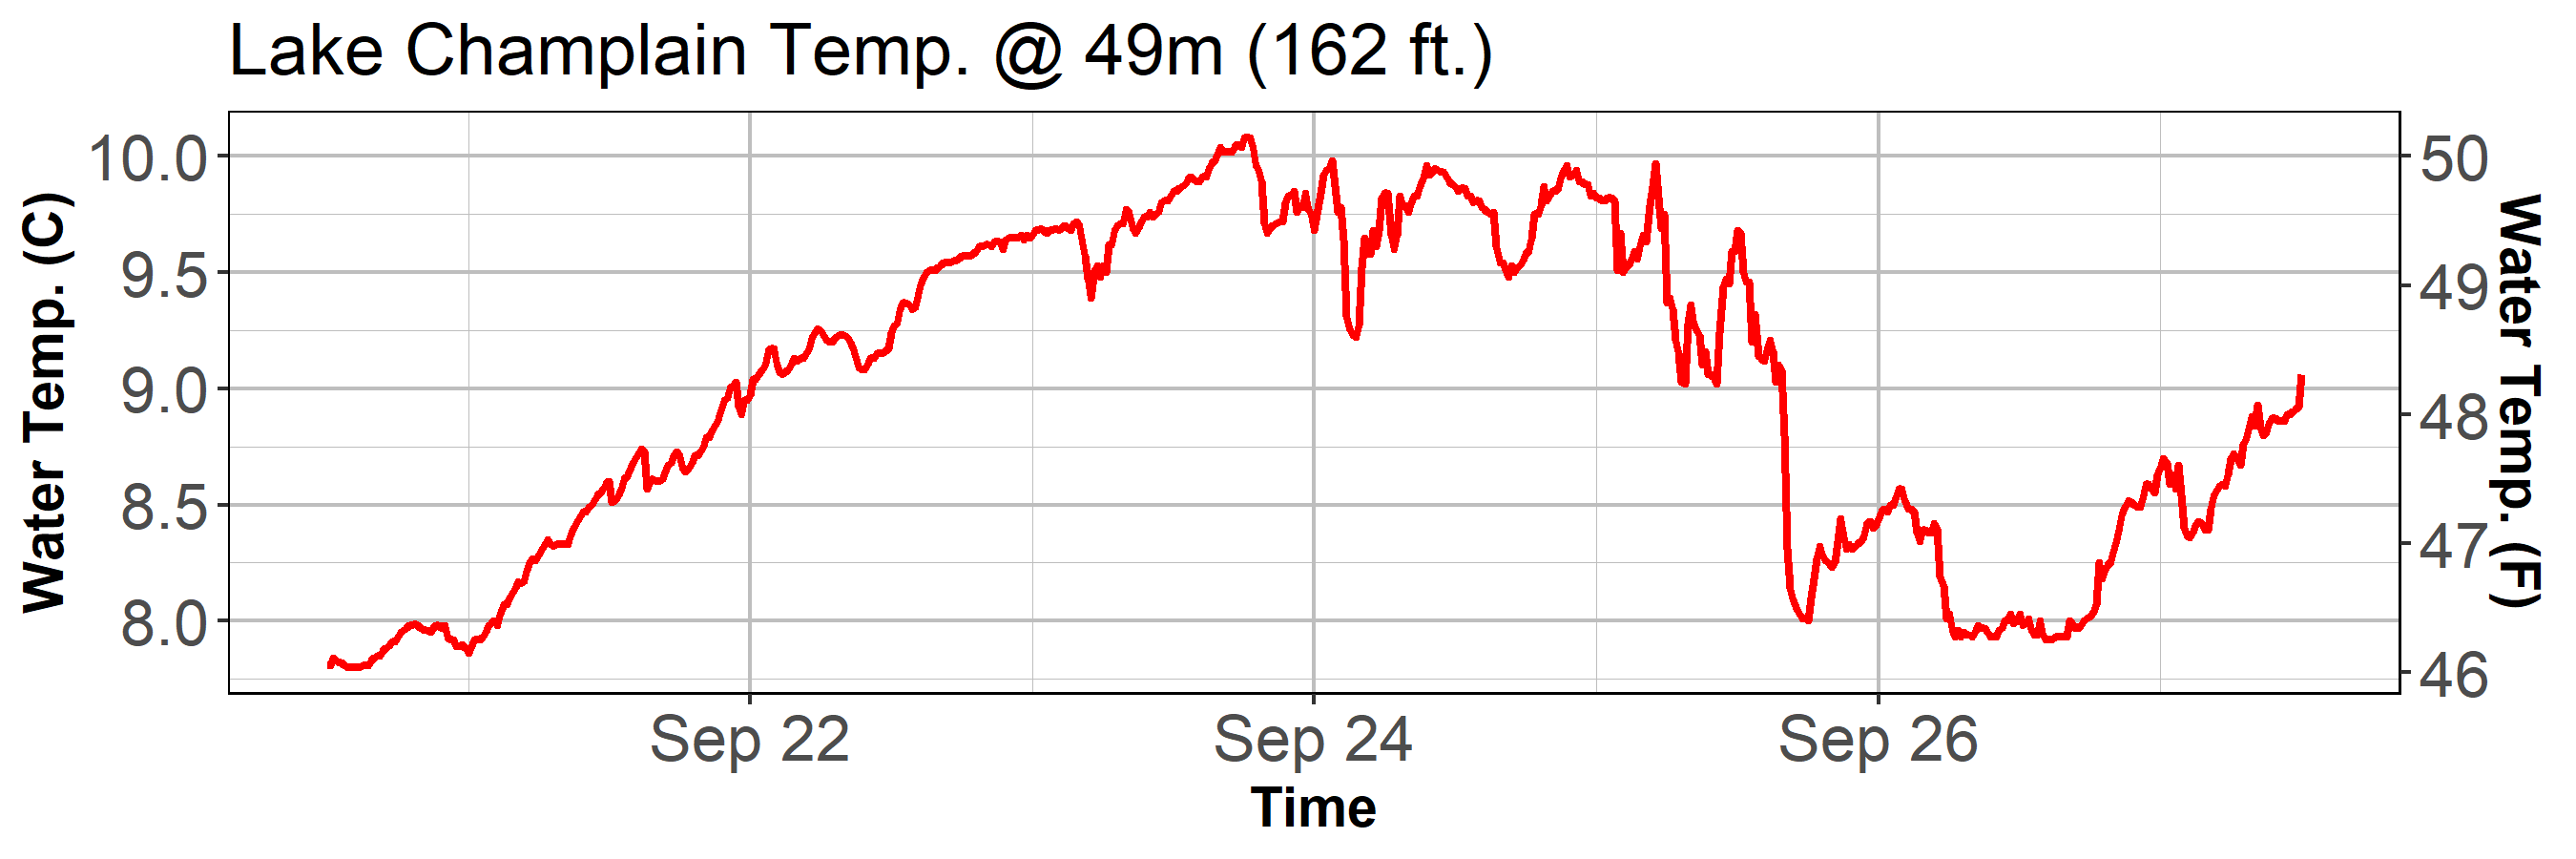 Lake Champlain Temp. @ 49m (162 ft.)
Water Temp. (C)
10.0
9.5
9.0
8.5
8.0
50
49
48
47
46
Water Temp. (F)
Sep 22
Sep 24
Sep 26
Time